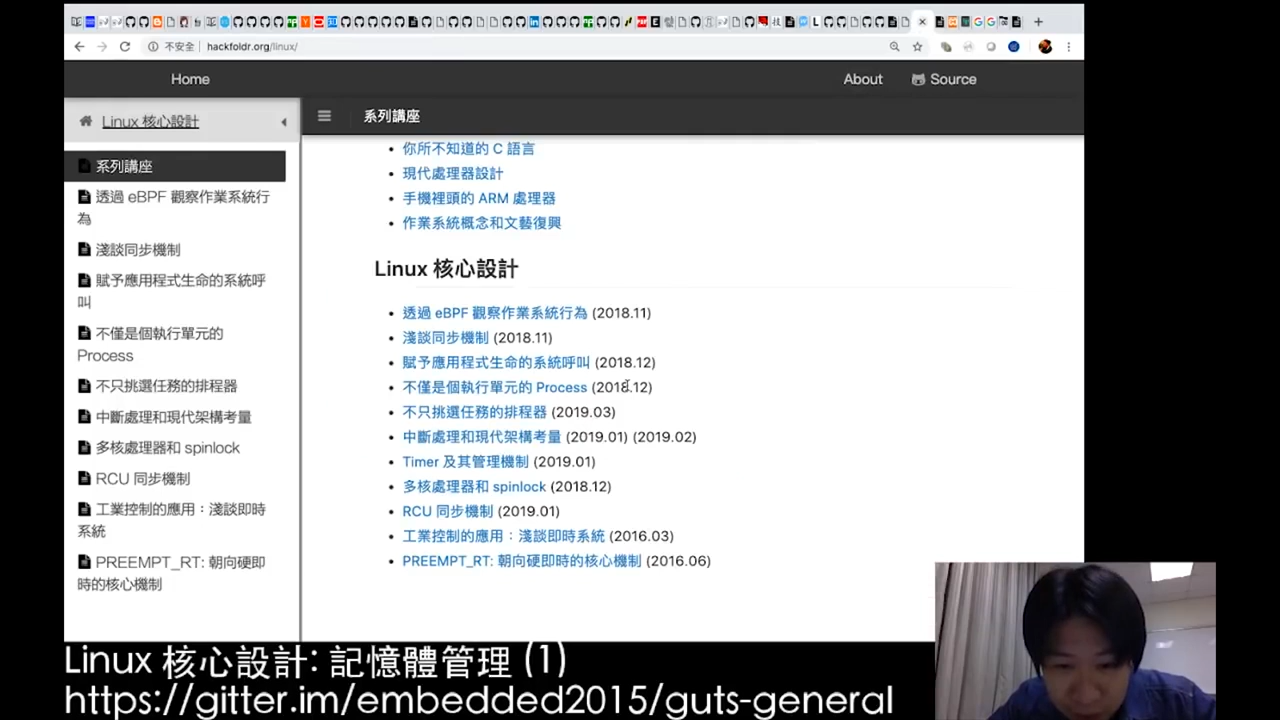 不安全
hackfoldr.org/linux/
Home
About
Source
Linux 核心設計
系列講座
系列講座
透過 eBPF 觀察作業系統行
為
淺談同步機制
賦予應用程式生命的系統呼
叫
不僅是個執行單元的
Process
不只挑選任務的排程器
中斷處理和現代架構考量
多核處理器和 spinlock
RCU 同步機制
工業控制的應用：淺談即時
系統
PREEMPT_RT: 朝向硬即
時的核心機制
你所不知道的 C 語言
現代處理器設計
手機裡頭的 ARM 處理器
作業系統概念和文藝復興
Linux 核心設計
透過 eBPF 觀察作業系統行為 (2018.11)
淺談同步機制 (2018.11)
賦予應用程式生命的系統呼叫 (2018.12)
不僅是個執行單元的 Process (2018.12)
不只挑選任務的排程器 (2019.03)
中斷處理和現代架構考量 (2019.01) (2019.02)
Timer 及其管理機制 (2019.01)
多核處理器和 spinlock (2018.12)
RCU 同步機制 (2019.01)
工業控制的應用：淺談即時系統 (2016.03)
PREEMPT_RT: 朝向硬即時的核心機制 (2016.06)
Linux 核心設計: 記憶體管理 (1)
https://gitter.im/embedded2015/guts-general